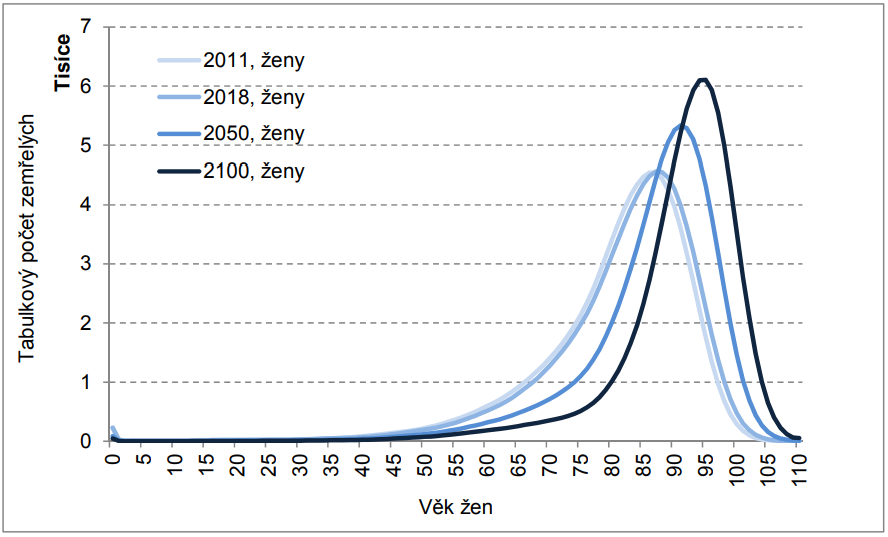 Tisíce
Tabulkový počet zemřelých
7
6
5
4
3
2
1
0
2011, ženy
2018, ženy
2050, ženy
2100, ženy
0 5 10 15 20 25 30 35 40 45 50 55 60 65 70 75 80 85 90 95 100 105 110
Věk žen